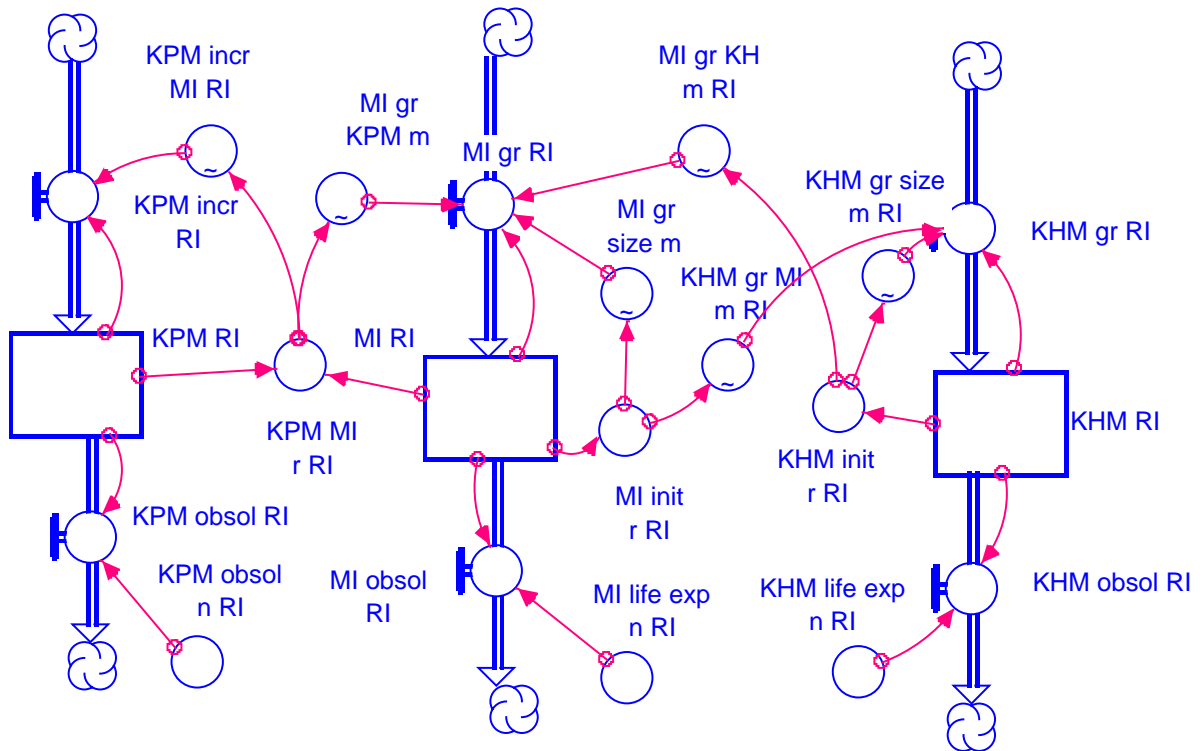 KPM incr
MI RI
MI gr
KPM m
MI gr KH
m RI
MI gr RI
KPM incr
RI
MI gr
size m
KHM gr size
m RI
KHM gr RI
KHM gr MI
m RI
KPM RI
MI RI
KPM MI
r RI
KHM RI
KHM init
r RI
MI init
r RI
KPM obsol RI
KPM obsol
n RI
MI obsol
RI
MI life exp
n RI
KHM life exp
n RI
KHM obsol RI
~
~
~
~
~
~